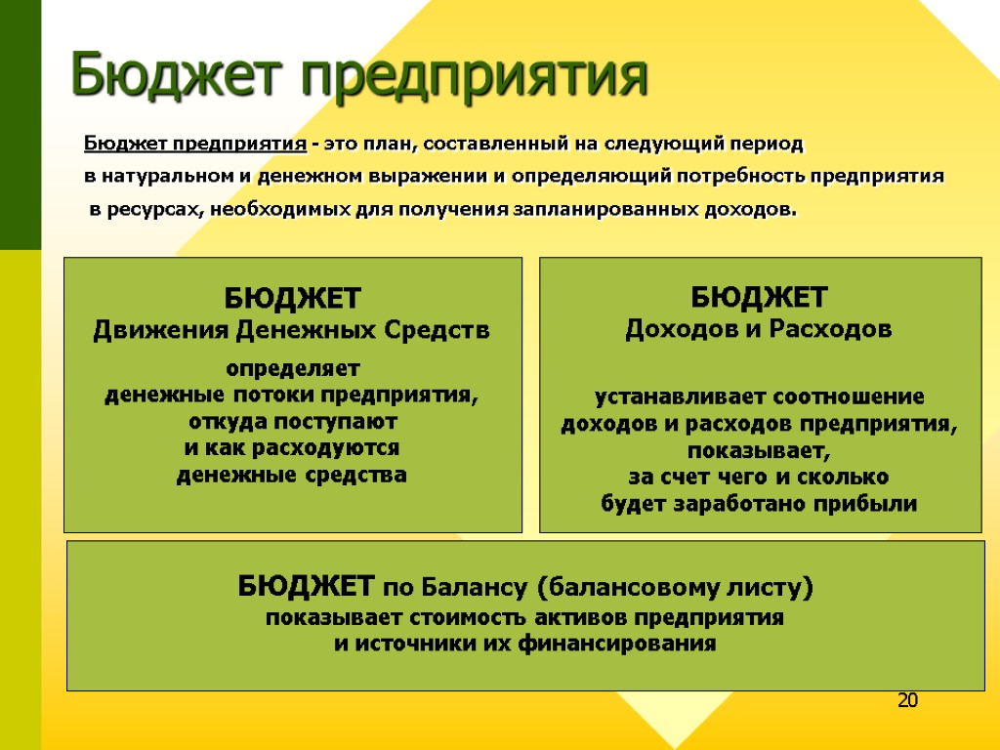 Бюджет предприятия
Бюджет предприятия - это план, составленный на следующий период
в натуральном и денежном выражении и определяющий потребность предприятия
в ресурсах, необходимых для получения запланированных доходов.
БЮДЖЕТ
Движения Денежных Средств
определяет
денежные потоки предприятия,
откуда поступают
и как расходуются
денежные средства
БЮДЖЕТ
Доходов и Расходов
устанавливает соотношение
доходов и расходов предприятия,
показывает,
за счет чего и сколько
будет заработано прибыли
БЮДЖЕТ по Балансу (балансовому листу)
показывает стоимость активов предприятия
и источники их финансирования
20